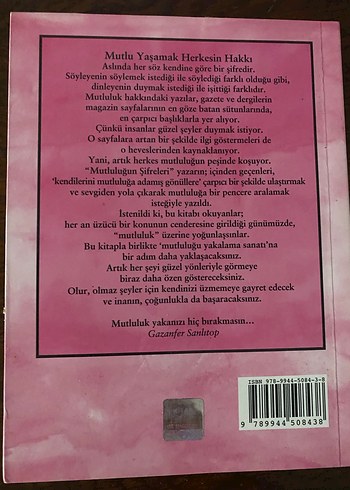 Mutlu Yaşamak Herkesin Hakkı
Aslında her söz kendine göre bir şifredir.
Söyleyenin söylemek istediği ile söylediği farklı olduğu gibi,
dinleyenin duymak istediği ile işittiği farklıdır.
Mutluluk hakkındaki yazılar, gazete ve dergilerin
magazin sayfalarının en göze batan sütunlarında,
en çarpıcı başlıklarla yer alıyor.
Çünkü insanlar güzel şeyler duymak istiyor.
O sayfalara artan bir şekilde ilgi göstermeleri de
o heveslerinden kaynaklanıyor.
Yani, artık herkes mutluluğun peşinde koşuyor.
"Mutluluğun Şifreleri" yazarın; içinden geçenleri,
'kendilerini mutluluğa adamış gönüllere' çarpıcı bir şekilde ulaştırmak
ve sevgiden yola çıkarak mutluluğa bir pencere aralamak
isteğiyle yazıldı.
İstenildi ki, bu kitabı okuyanlar;
her an üzücü bir konunun cenderesine girildiği günümüzde,
"mutluluk" üzerine yoğunlaşsınlar.
Bu kitapla birlikte 'mutluluğu yakalama sanatı'na
bir adım daha yaklaşacaksınız.
Artık her şeyi güzel yönleriyle görmeye
biraz daha özen göstereceksiniz.
Olur, olmaz şeyler için kendinizi üzmemeye gayret edecek
ve inanın, çoğunlukla da başaracaksınız.
Mutluluk yakanızı hiç bırakmasın...
Gazanfer Sanlıtop
ISBN 978-9944-5084-3-8
9 789944 508438